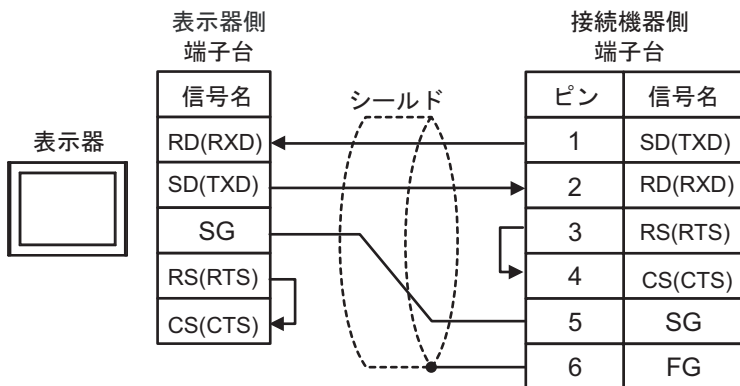 表示器側
端子台
接続機器側
端子台
信号名
シールド
ピン 信号名
表示器
RD(RXD)
1 SD(TXD)
SD(TXD)
2 RD(RXD)
SG
3 RS(RTS)
RS(RTS)
4 CS(CTS)
CS(CTS)
5 SG
6 FG